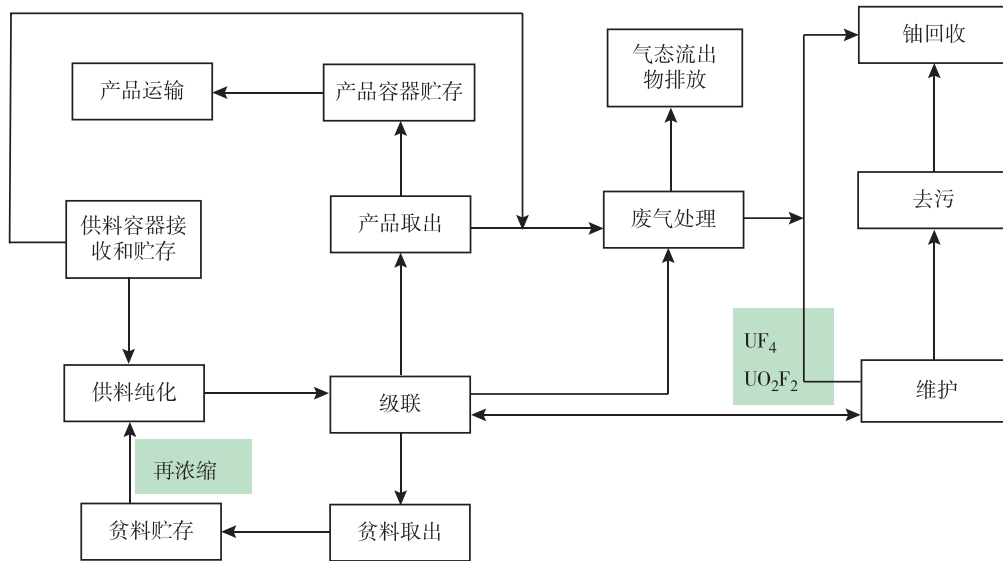 铀回收
气态流出
物排放
产品运输
产品容器贮存
去污
供料容器接
收和贮存
产品取出
废气处理
UF₄
UO₂F₂
供料纯化
级联
维护
再浓缩
贫料贮存
贫料取出